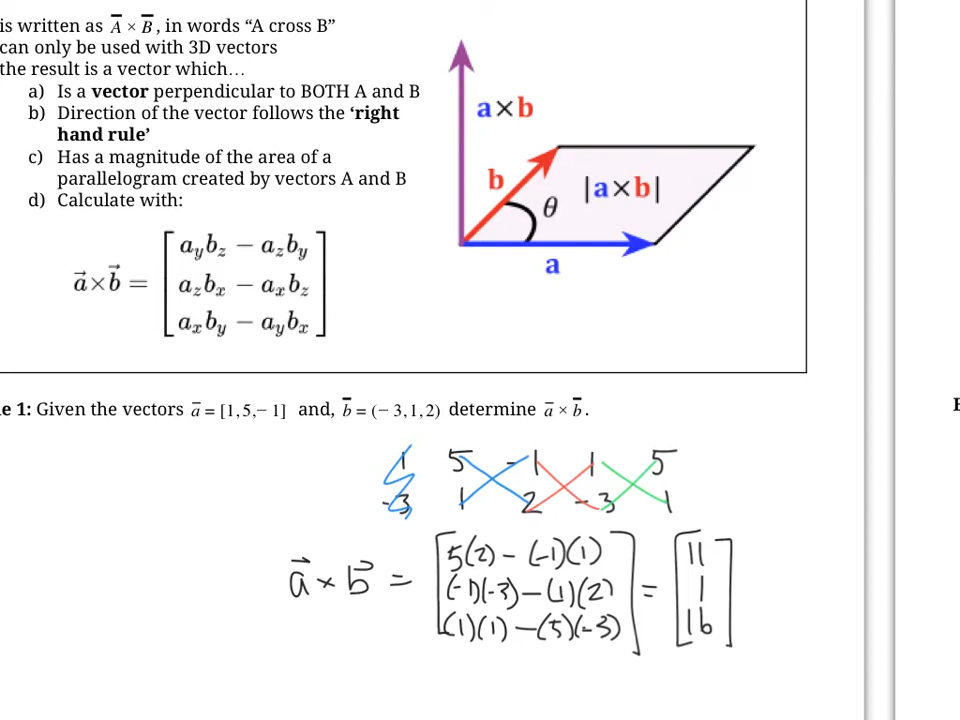 is written as A × B, in words “A cross B”
can only be used with 3D vectors
the result is a vector which…
a) Is a vector perpendicular to BOTH A and B
b) Direction of the vector follows the ‘right
hand rule’
c) Has a magnitude of the area of a
parallelogram created by vectors A and B
d) Calculate with:
a×b =
a_y b_z − a_z b_y
a_z b_x − a_x b_z
a_x b_y − a_y b_x
a×b
b
θ
|a×b|
a
e 1: Given the vectors a = [1,5,− 1] and, b = (− 3,1,2) determine a × b.
1 5 -1 1 5
-3 1 2 -3 1
a × b =
5(2) - (-1)(1)
(-1)(-3) - (1)(2)
(1)(1) - (5)(-3)
=
11
1
16